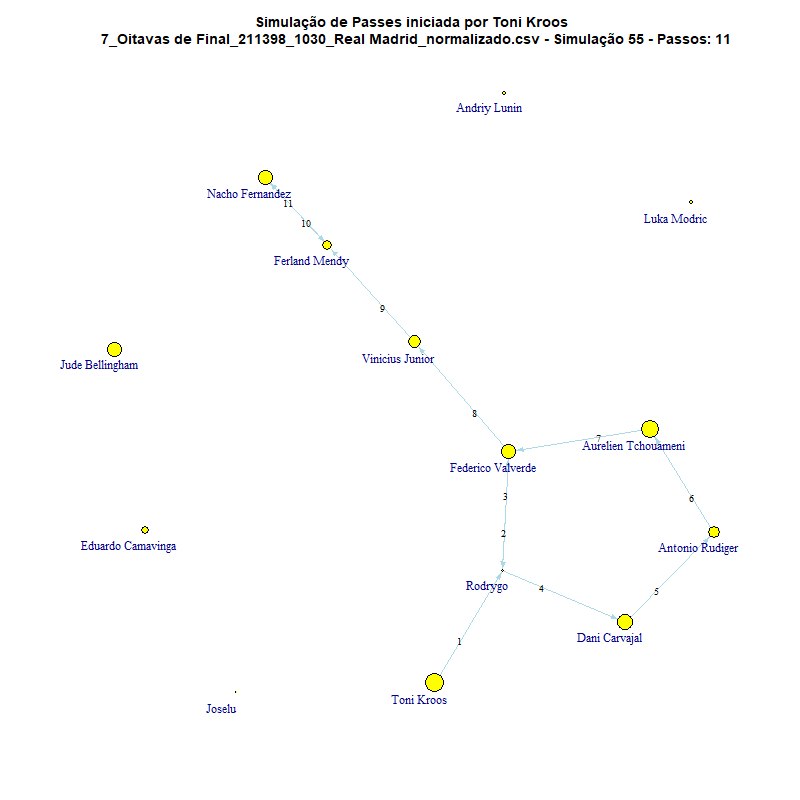 Simulação de Passes iniciada por Toni Kroos
7_Oitavas de Final_211398_1030_Real Madrid_normalizado.csv - Simulação 55 - Passos: 11
Andriy Lunin
Nacho Fernandez
11
Luka Modric
10
Ferland Mendy
9
Vinicius Junior
Jude Bellingham
8
7
Aurelien Tchouameni
Federico Valverde
3
6
2
Eduardo Camavinga
Antonio Rudiger
Rodrygo
4
5
Dani Carvajal
1
Toni Kroos
Joselu